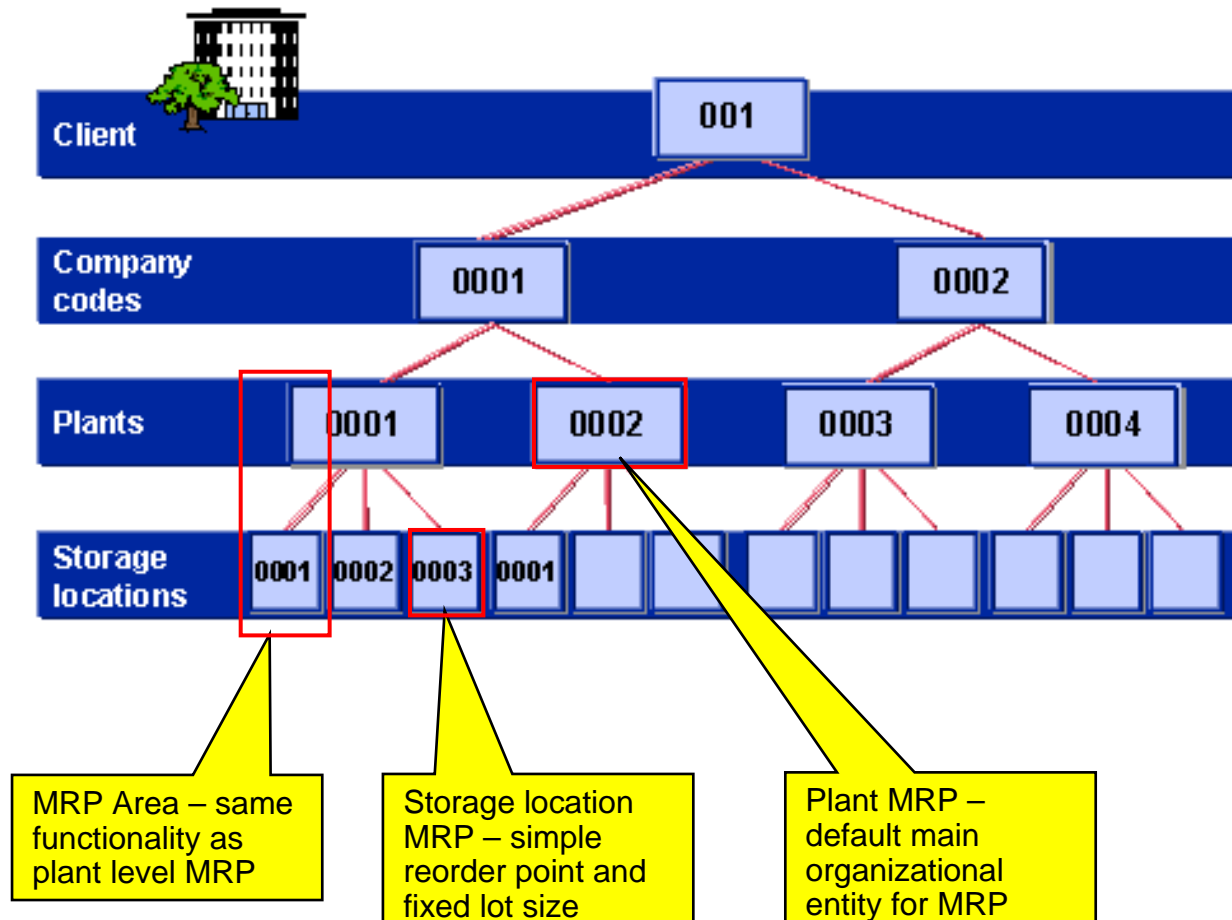 Client
001
Company
codes
0001
0002
Plants
0001
0002
0003
0004
Storage
locations
0001
0002
0003
0001
MRP Area – same
functionality as
plant level MRP
Storage location
MRP – simple
reorder point and
fixed lot size
Plant MRP –
default main
organizational
entity for MRP